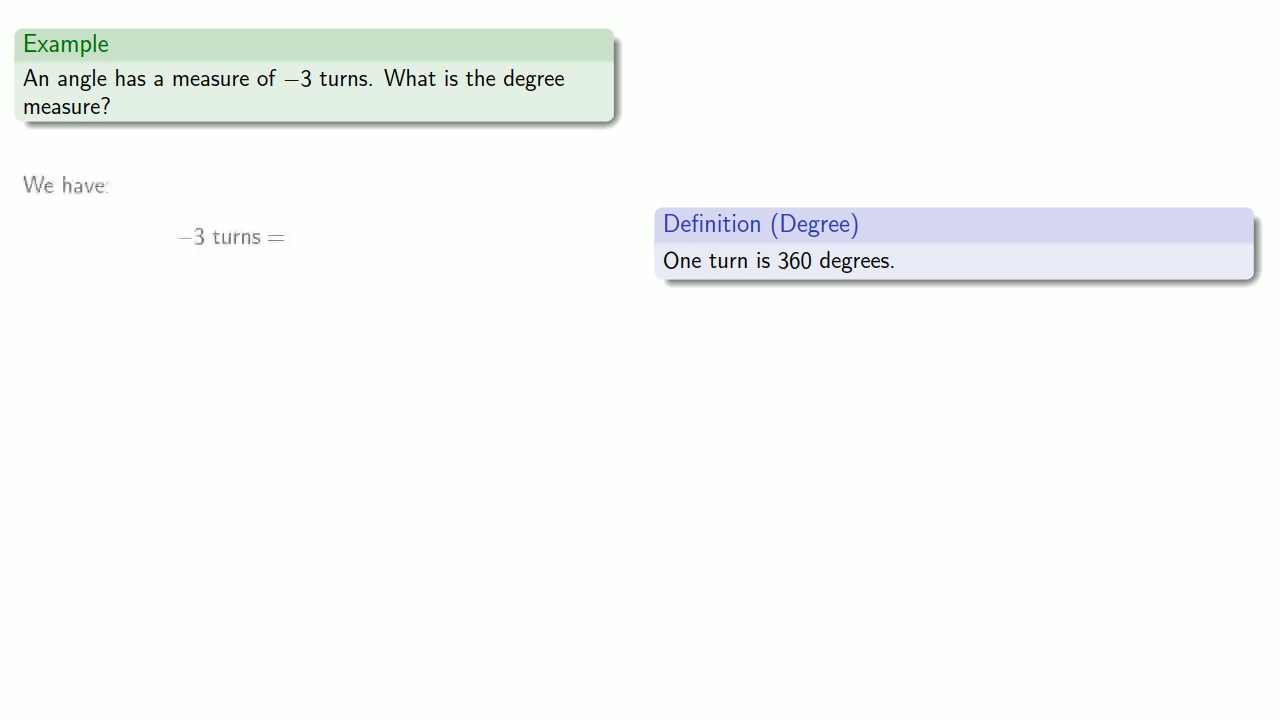 Example
An angle has a measure of −3 turns. What is the degree
measure?
We have:
−3 turns =
Definition (Degree)
One turn is 360 degrees.